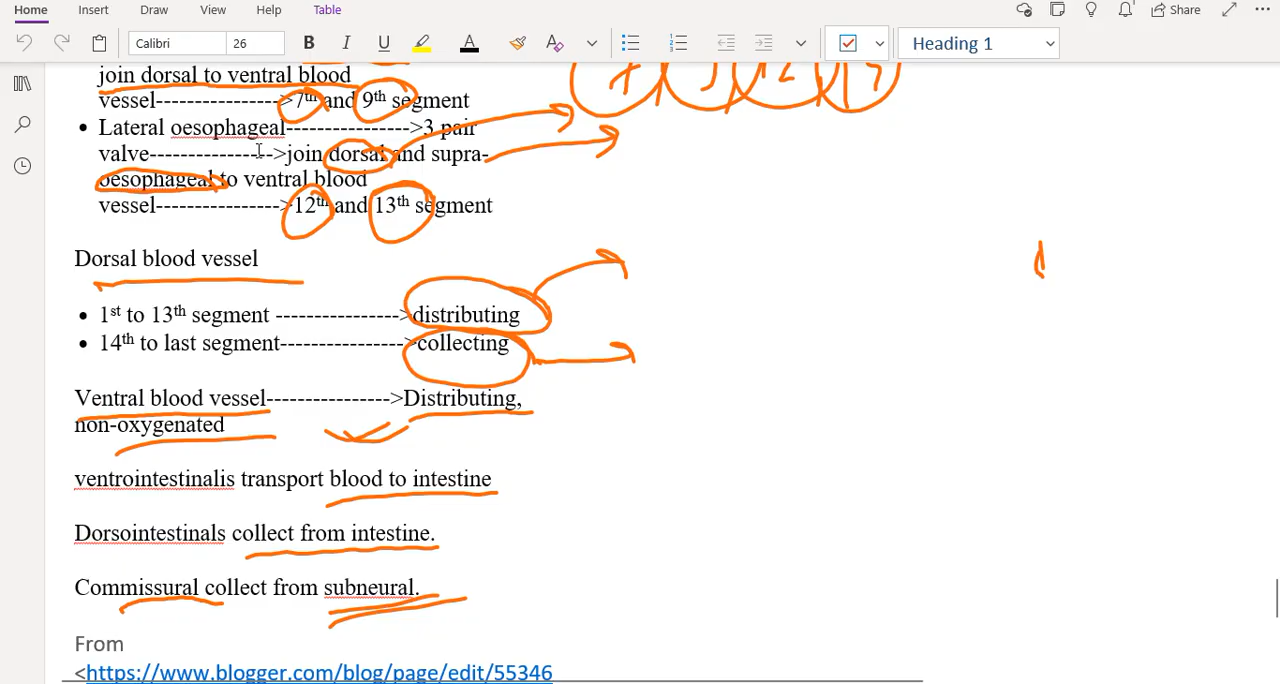 Home Insert Draw View Help Table
Share
Calibri 26 B I U A Heading 1
join dorsal to ventral blood
vessel---------------->7th and 9th segment
• Lateral oesophageal---------------->3 pair
valve---------------->join dorsal and supra-
oesophageal to ventral blood
vessel---------------->12th and 13th segment
Dorsal blood vessel
• 1st to 13th segment ---------------->distributing
• 14th to last segment---------------->collecting
Ventral blood vessel---------------->Distributing,
non-oxygenated
ventrointestinalis transport blood to intestine
Dorsointestinals collect from intestine.
Commissural collect from subneural.
From
<https://www.blogger.com/blog/page/edit/55346